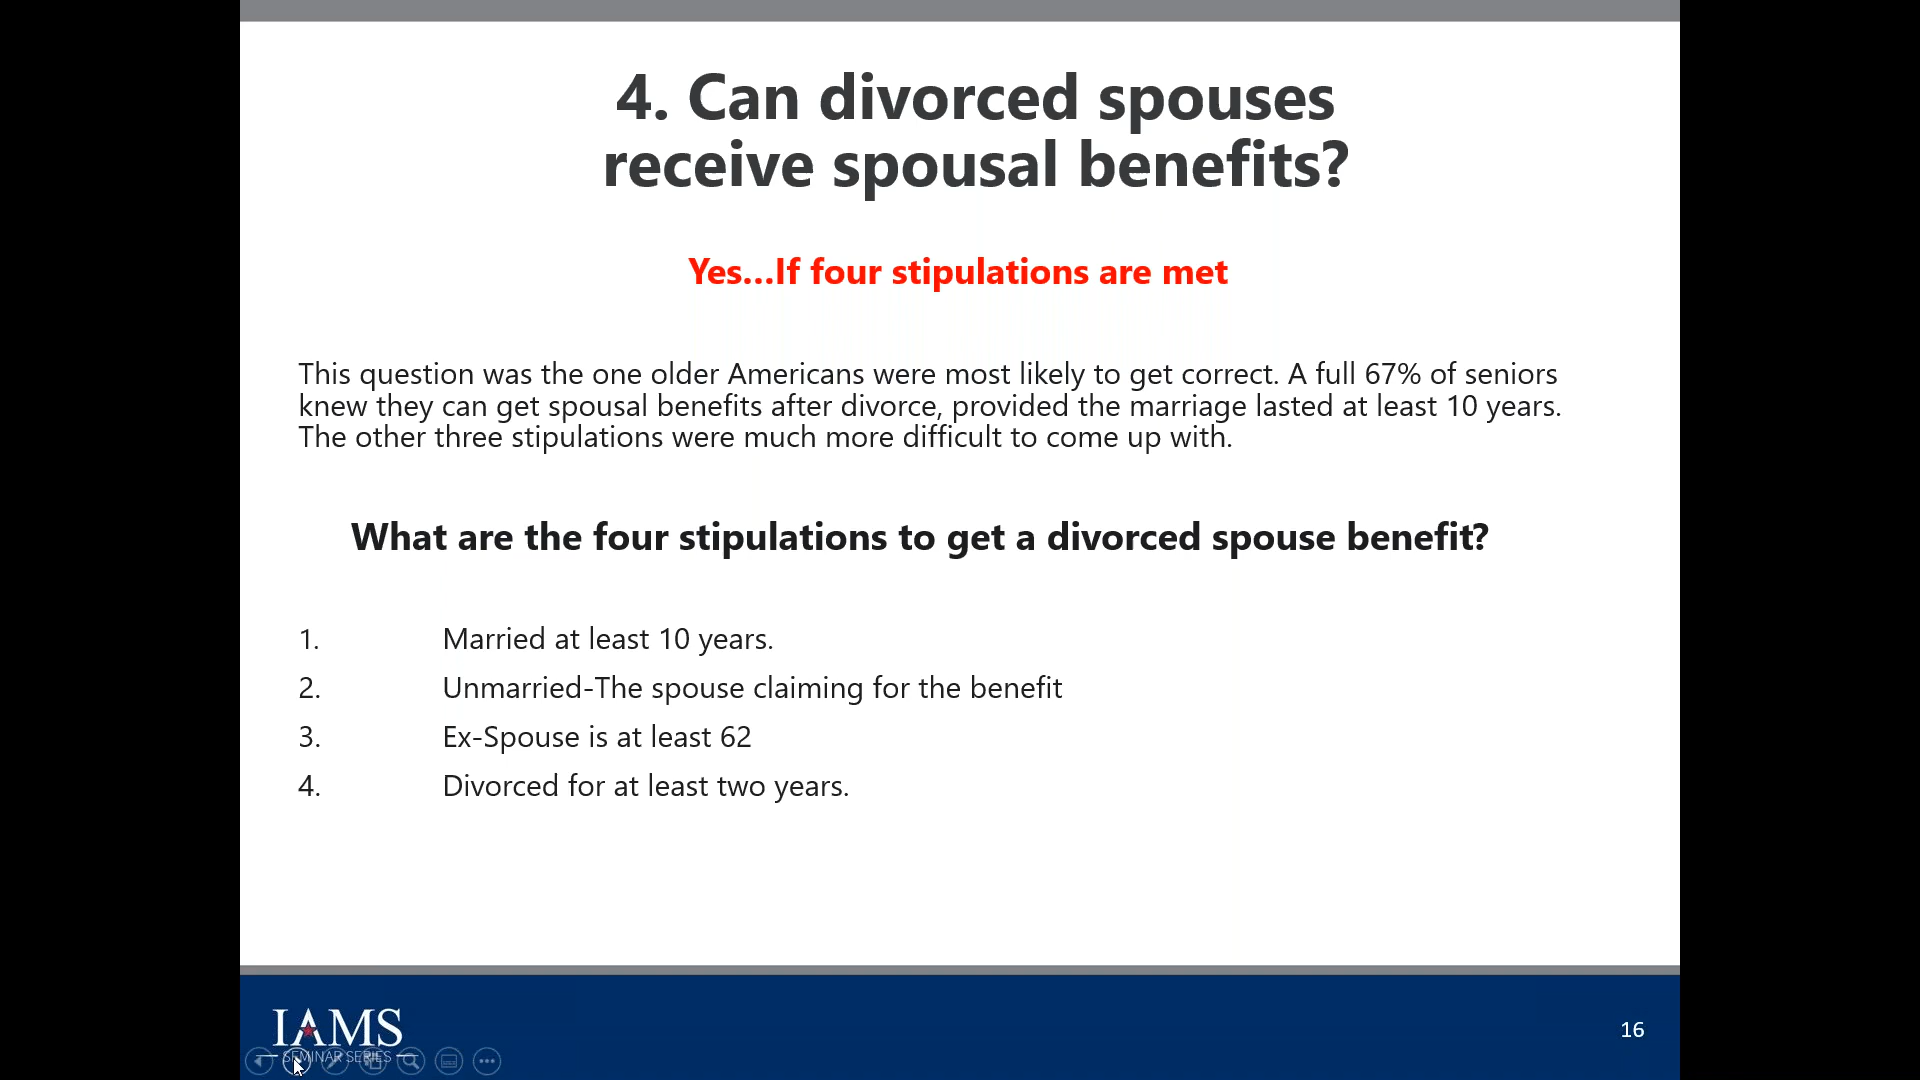 4. Can divorced spouses
receive spousal benefits?
Yes...If four stipulations are met
This question was the one older Americans were most likely to get correct. A full 67% of seniors
knew they can get spousal benefits after divorce, provided the marriage lasted at least 10 years.
The other three stipulations were much more difficult to come up with.
What are the four stipulations to get a divorced spouse benefit?
1. Married at least 10 years.
2. Unmarried-The spouse claiming for the benefit
3. Ex-Spouse is at least 62
4. Divorced for at least two years.
IAMS
SEMINAR SERIES
16